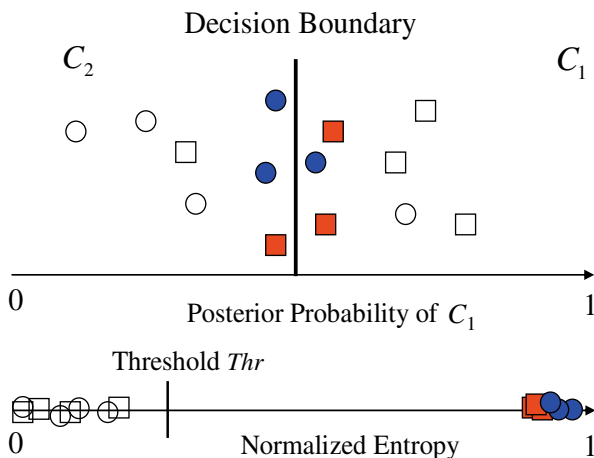 Decision Boundary
C₂ C₁
0 1
Posterior Probability of C₁
Threshold Thr
0 1
Normalized Entropy